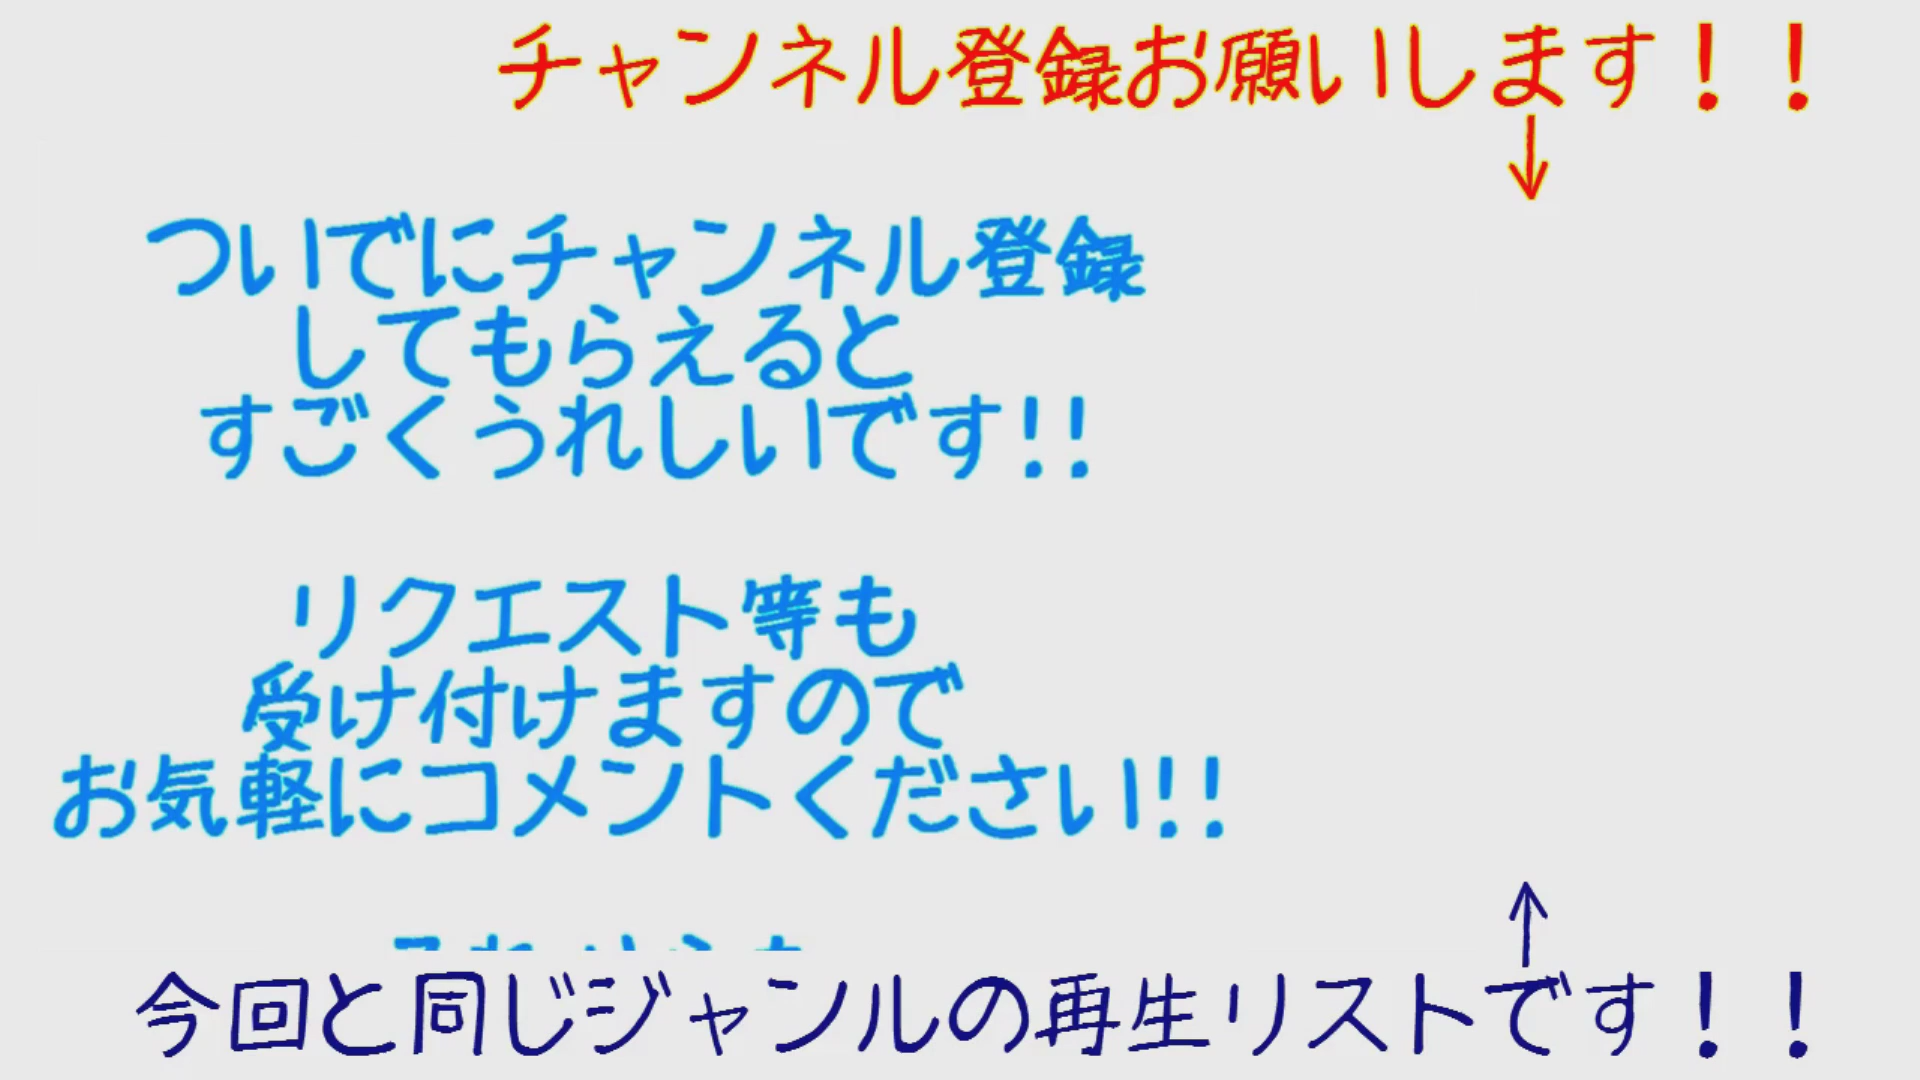 チャンネル登録お願いします！！
↓
ついでにチャンネル登録
してもらえると
すごくうれしいです!!
リクエスト等も
受け付けますので
お気軽にコメントください!!
↑
今回と同じジャンルの再生リストです！！